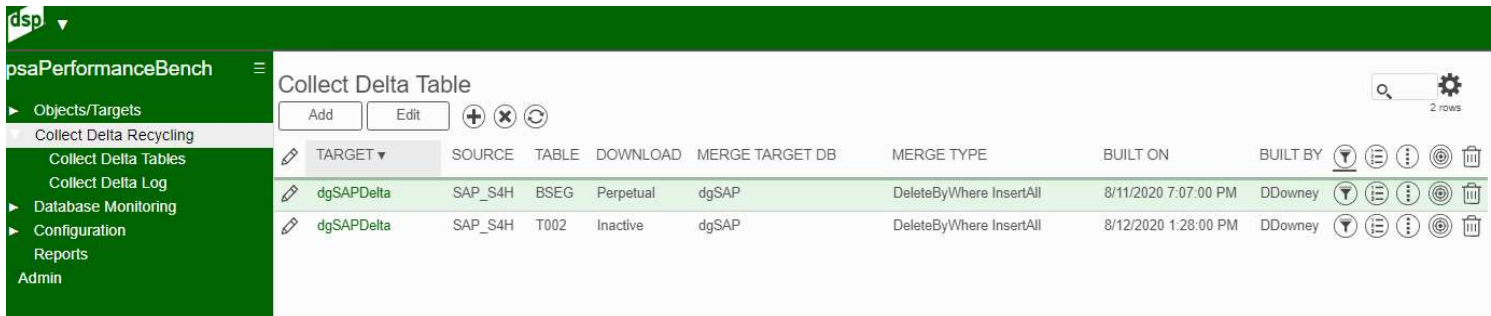 dsp
psaPerformanceBench
Objects/Targets
Collect Delta Recycling
Collect Delta Tables
Collect Delta Log
Database Monitoring
Configuration
Reports
Admin
Collect Delta Table
2 rows
Add Edit
TARGET SOURCE TABLE DOWNLOAD MERGE TARGET DB MERGE TYPE BUILT ON BUILT BY
dgSAPDelta SAP_S4H BSEG Perpetual dgSAP DeleteByWhere InsertAll 8/11/2020 7:07:00 PM DDowney
dgSAPDelta SAP_S4H T002 Inactive dgSAP DeleteByWhere InsertAll 8/12/2020 1:28:00 PM DDowney